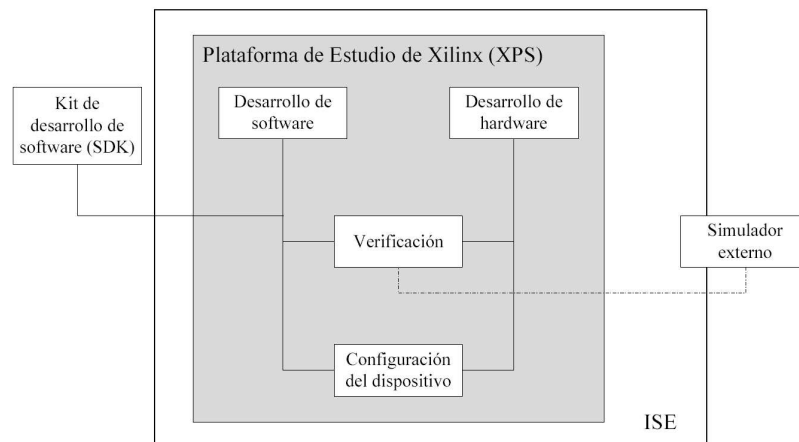 Plataforma de Estudio de Xilinx (XPS)
Kit de
desarrollo de
software (SDK)
Desarrollo de
software
Desarrollo de
hardware
Verificación
Simulador
externo
Configuración
del dispositivo
ISE